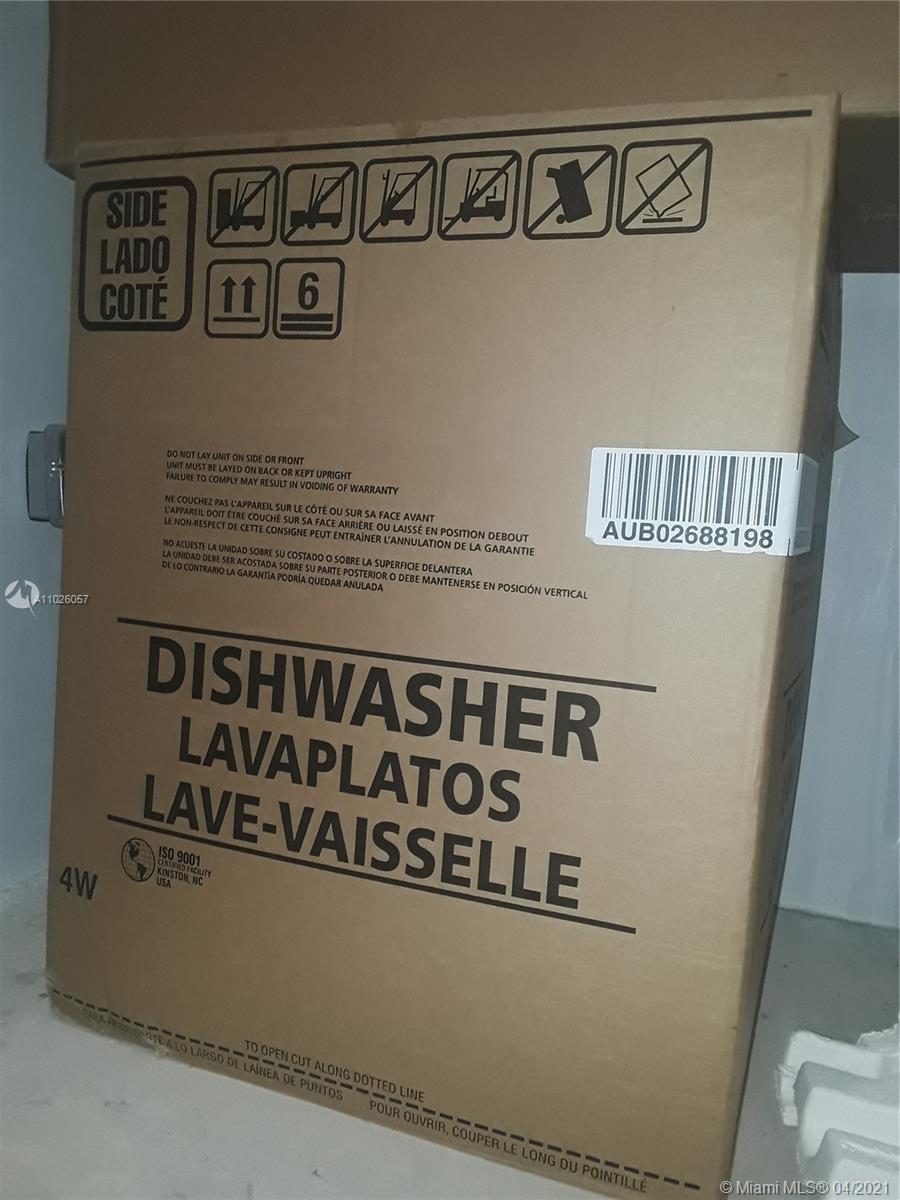 SIDE
LADO
COTÉ
6
DO NOT LAY UNIT ON SIDE OR FRONT
UNIT MUST BE LAYED ON BACK OR KEPT UPRIGHT
FAILURE TO COMPLY MAY RESULT IN VOIDING OF WARRANTY
NE COUCHEZ PAS L'APPAREIL SUR LE CÔTÉ OU SUR SA FACE AVANT
L'APPAREIL DOIT ÊTRE COUCHÉ SUR SA FACE ARRIÈRE OU LAISSÉ EN POSITION DEBOUT
LE NON-RESPECT DE CETTE CONSIGNE PEUT ENTRAÎNER L'ANNULATION DE LA GARANTIE
NO ACUESTE LA UNIDAD SOBRE SU COSTADO O SOBRE LA SUPERFICIE DELANTERA
LA UNIDAD DEBE SER ACOSTADA SOBRE SU PARTE POSTERIOR O DEBE MANTENERSE EN POSICIÓN VERTICAL
DE LO CONTRARIO LA GARANTÍA PODRÍA QUEDAR ANULADA
AUB02688198
A11026057
DISHWASHER
LAVAPLATOS
LAVE-VAISSELLE
ISO 9001
CERTIFIED FACILITY
KINSTON, NC
USA
4W
TO OPEN CUT ALONG DOTTED LINE
PARA ABRIR CORTE A LO LARGO DE LAÍNEA DE PUNTOS
POUR OUVRIR, COUPER LE LONG DU POINTILLÉ
© Miami MLS® 04/2021